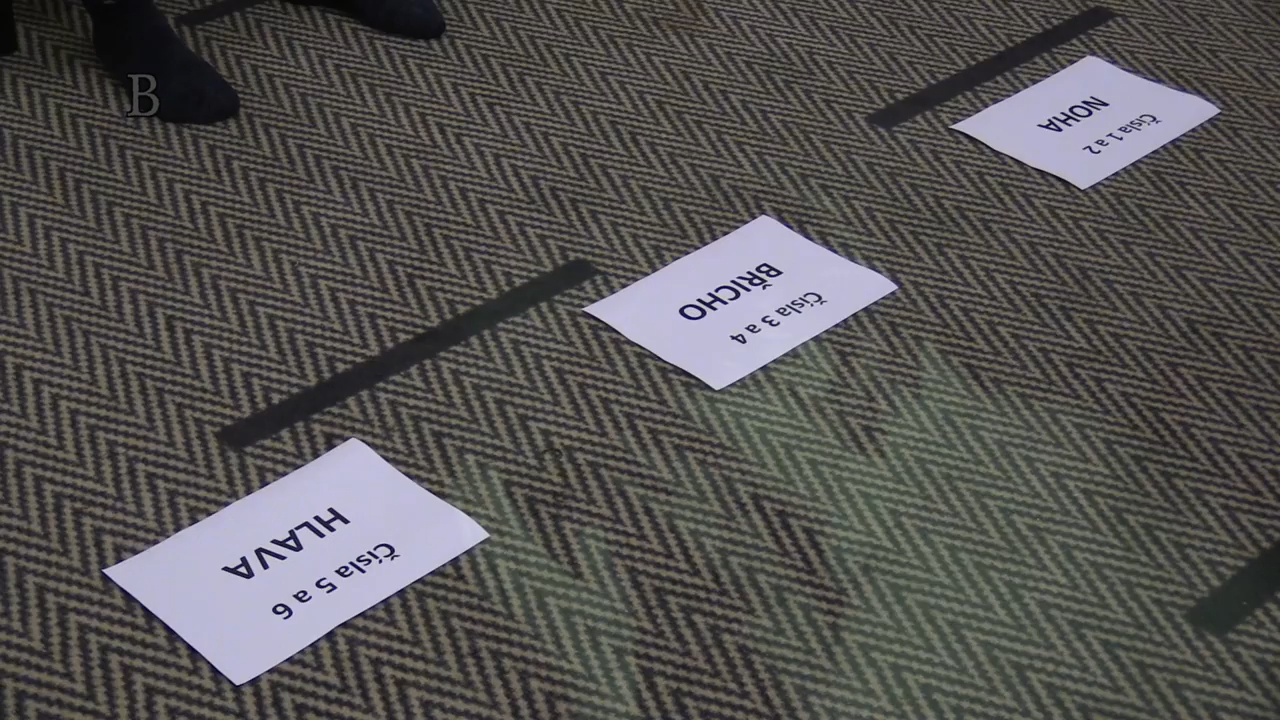 B
NOHA
Čísla 1 a 2
BŘICHO
Čísla 3 a 4
HLAVA
Čísla 5 a 6